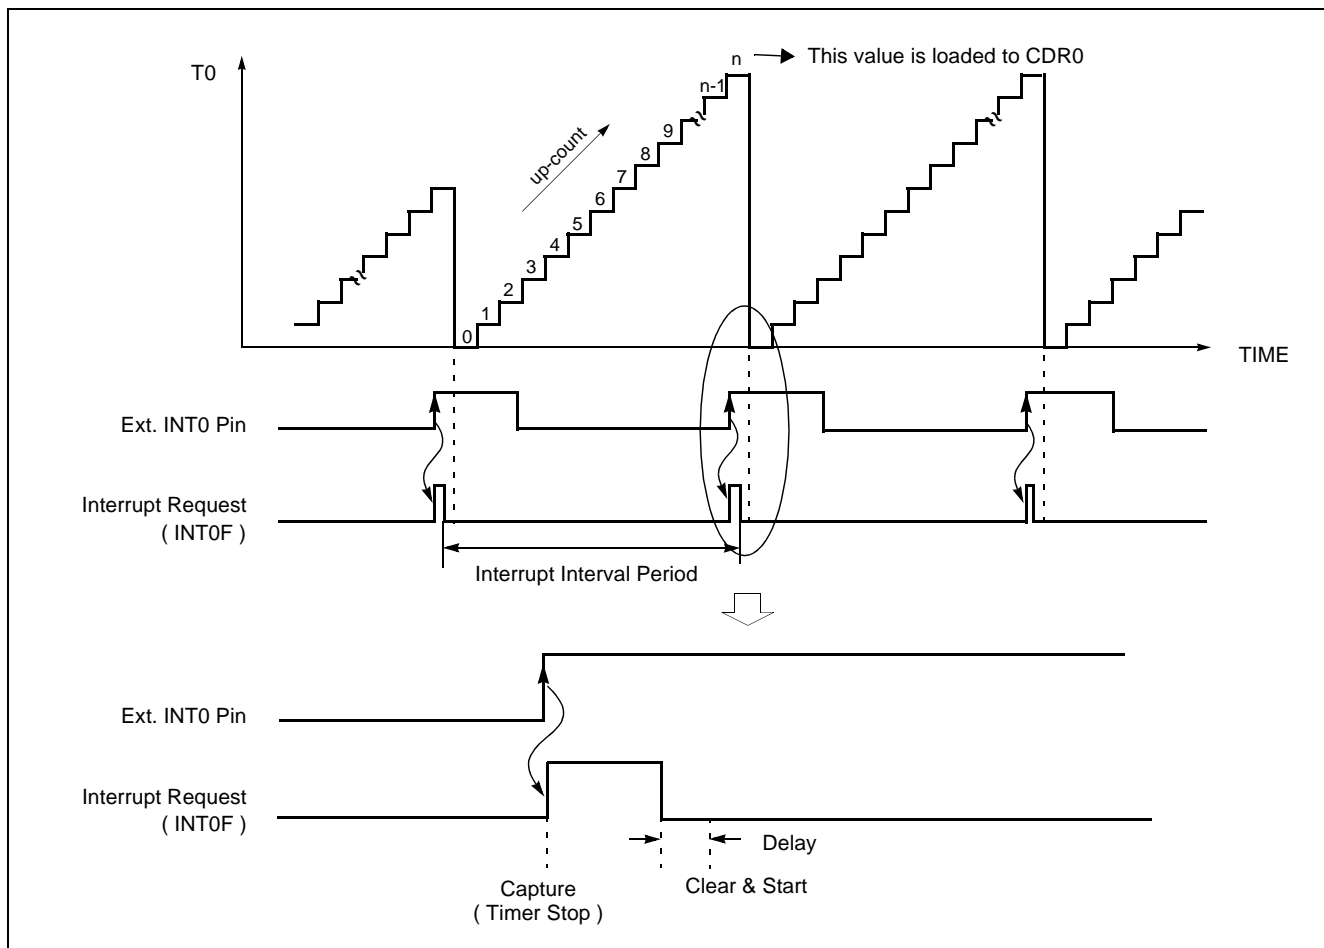 T0
n
This value is loaded to CDR0
n-1
9
8
7
6
5
4
3
2
1
0
up-count
TIME
Ext. INT0 Pin
Interrupt Request
( INT0F )
Interrupt Interval Period
Ext. INT0 Pin
Interrupt Request
( INT0F )
Delay
Capture
( Timer Stop )
Clear & Start